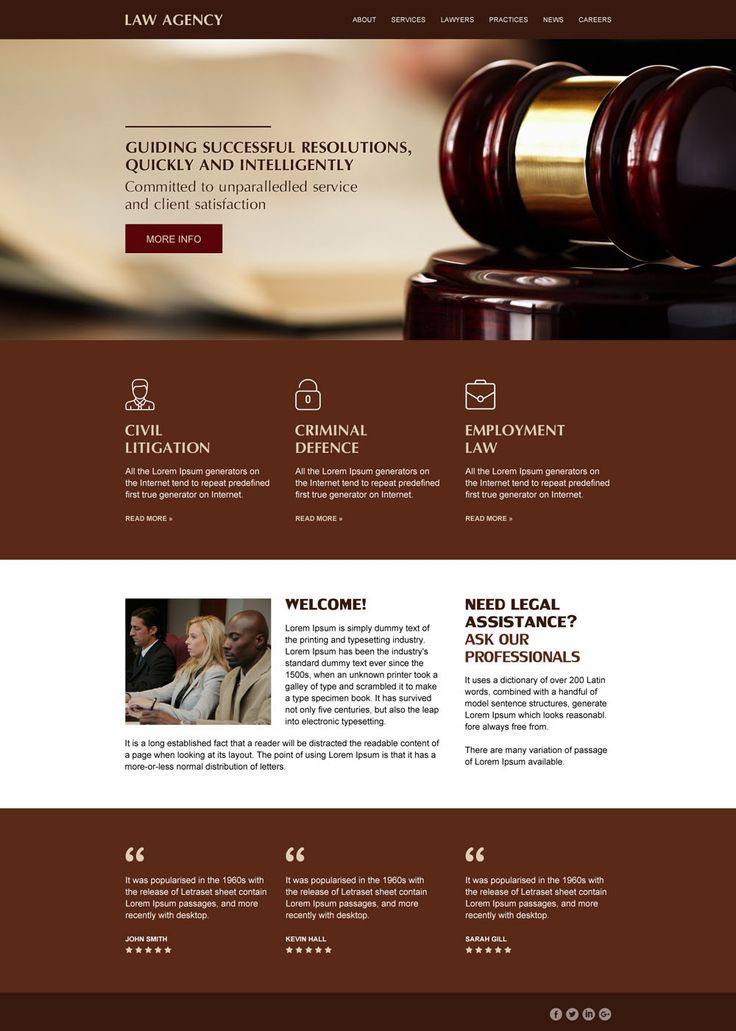 LAW AGENCY
ABOUT SERVICES LAWYERS PRACTICES NEWS CAREERS
GUIDING SUCCESSFUL RESOLUTIONS,
QUICKLY AND INTELLIGENTLY
Committed to unparalledled service
and client satisfaction
MORE INFO
CIVIL
LITIGATION
All the Lorem Ipsum generators on
the Internet tend to repeat predefined
first true generator on Internet.
READ MORE »
CRIMINAL
DEFENCE
All the Lorem Ipsum generators on
the Internet tend to repeat predefined
first true generator on Internet.
READ MORE »
EMPLOYMENT
LAW
All the Lorem Ipsum generators on
the Internet tend to repeat predefined
first true generator on Internet.
READ MORE »
WELCOME!
Lorem Ipsum is simply dummy text of
the printing and typesetting industry.
Lorem Ipsum has been the industry's
standard dummy text ever since the
1500s, when an unknown printer took a
galley of type and scrambled it to make
a type specimen book. It has survived
not only five centuries, but also the leap
into electronic typesetting.
It is a long established fact that a reader will be distracted the readable content of
a page when looking at its layout. The point of using Lorem Ipsum is that it has a
more-or-less normal distribution of letters.
NEED LEGAL
ASSISTANCE?
ASK OUR
PROFESSIONALS
It uses a dictionary of over 200 Latin
words, combined with a handful of
model sentence structures, generate
Lorem Ipsum which looks reasonabl.
fore always free from.
There are many variation of passage
of Lorem Ipsum available.
“
It was popularised in the 1960s with
the release of Letraset sheet contain
Lorem Ipsum passages, and more
recently with desktop.
JOHN SMITH
“
It was popularised in the 1960s with
the release of Letraset sheet contain
Lorem Ipsum passages, and more
recently with desktop.
KEVIN HALL
“
It was popularised in the 1960s with
the release of Letraset sheet contain
Lorem Ipsum passages, and more
recently with desktop.
SARAH GILL